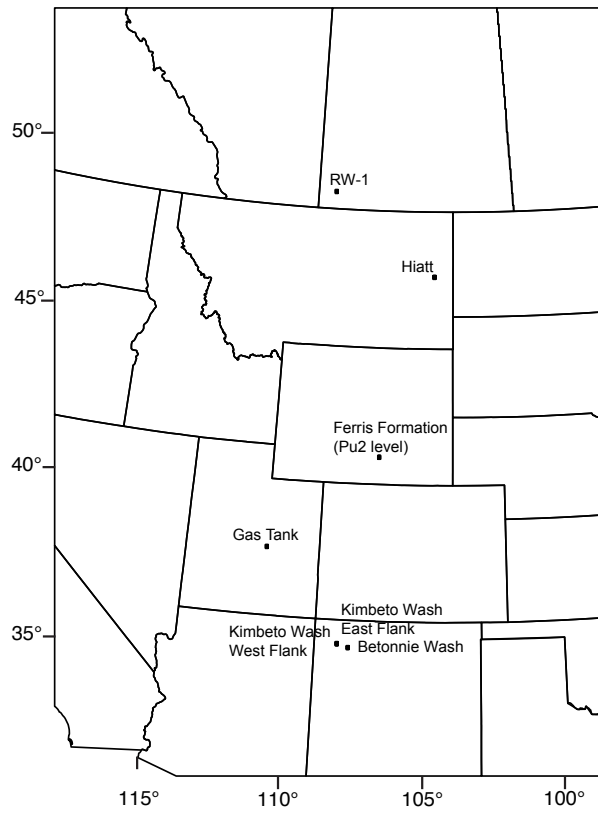 50°
RW-1
Hiatt
45°
Ferris Formation
(Pu2 level)
40°
Gas Tank
Kimbeto Wash
East Flank
35°
Kimbeto Wash
West Flank
Betonnie Wash
115°
110°
105°
100°